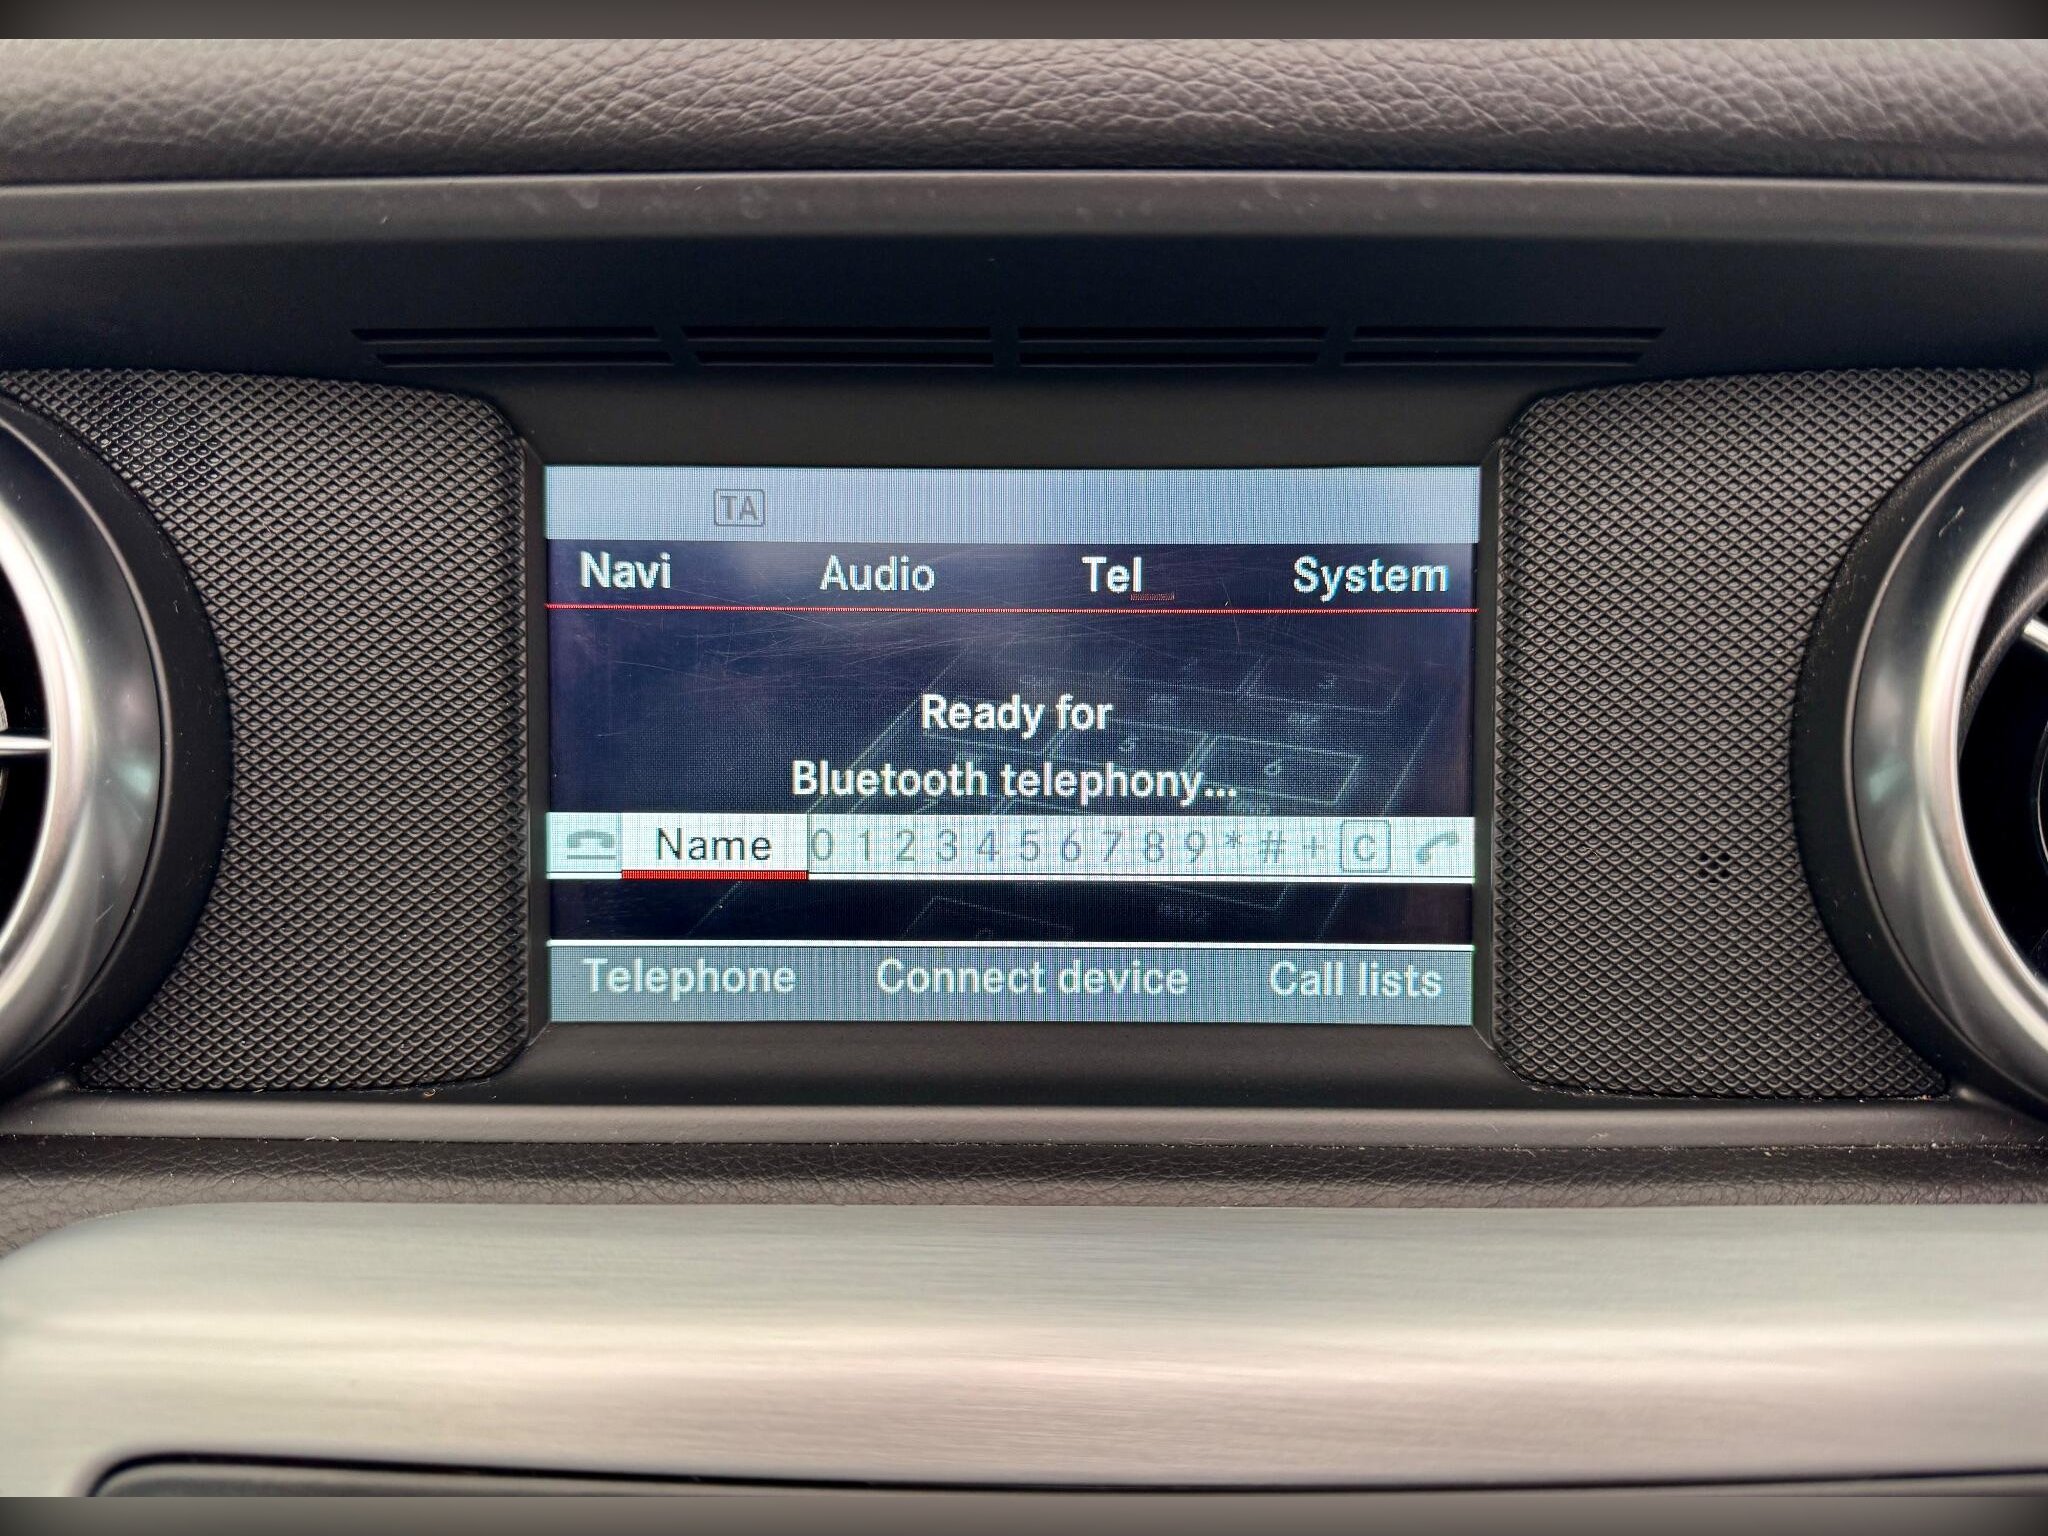 TA
Navi Audio Tel System
Ready for
Bluetooth telephony...
Name 0 1 2 3 4 5 6 7 8 9 * # + C
Telephone Connect device Call lists